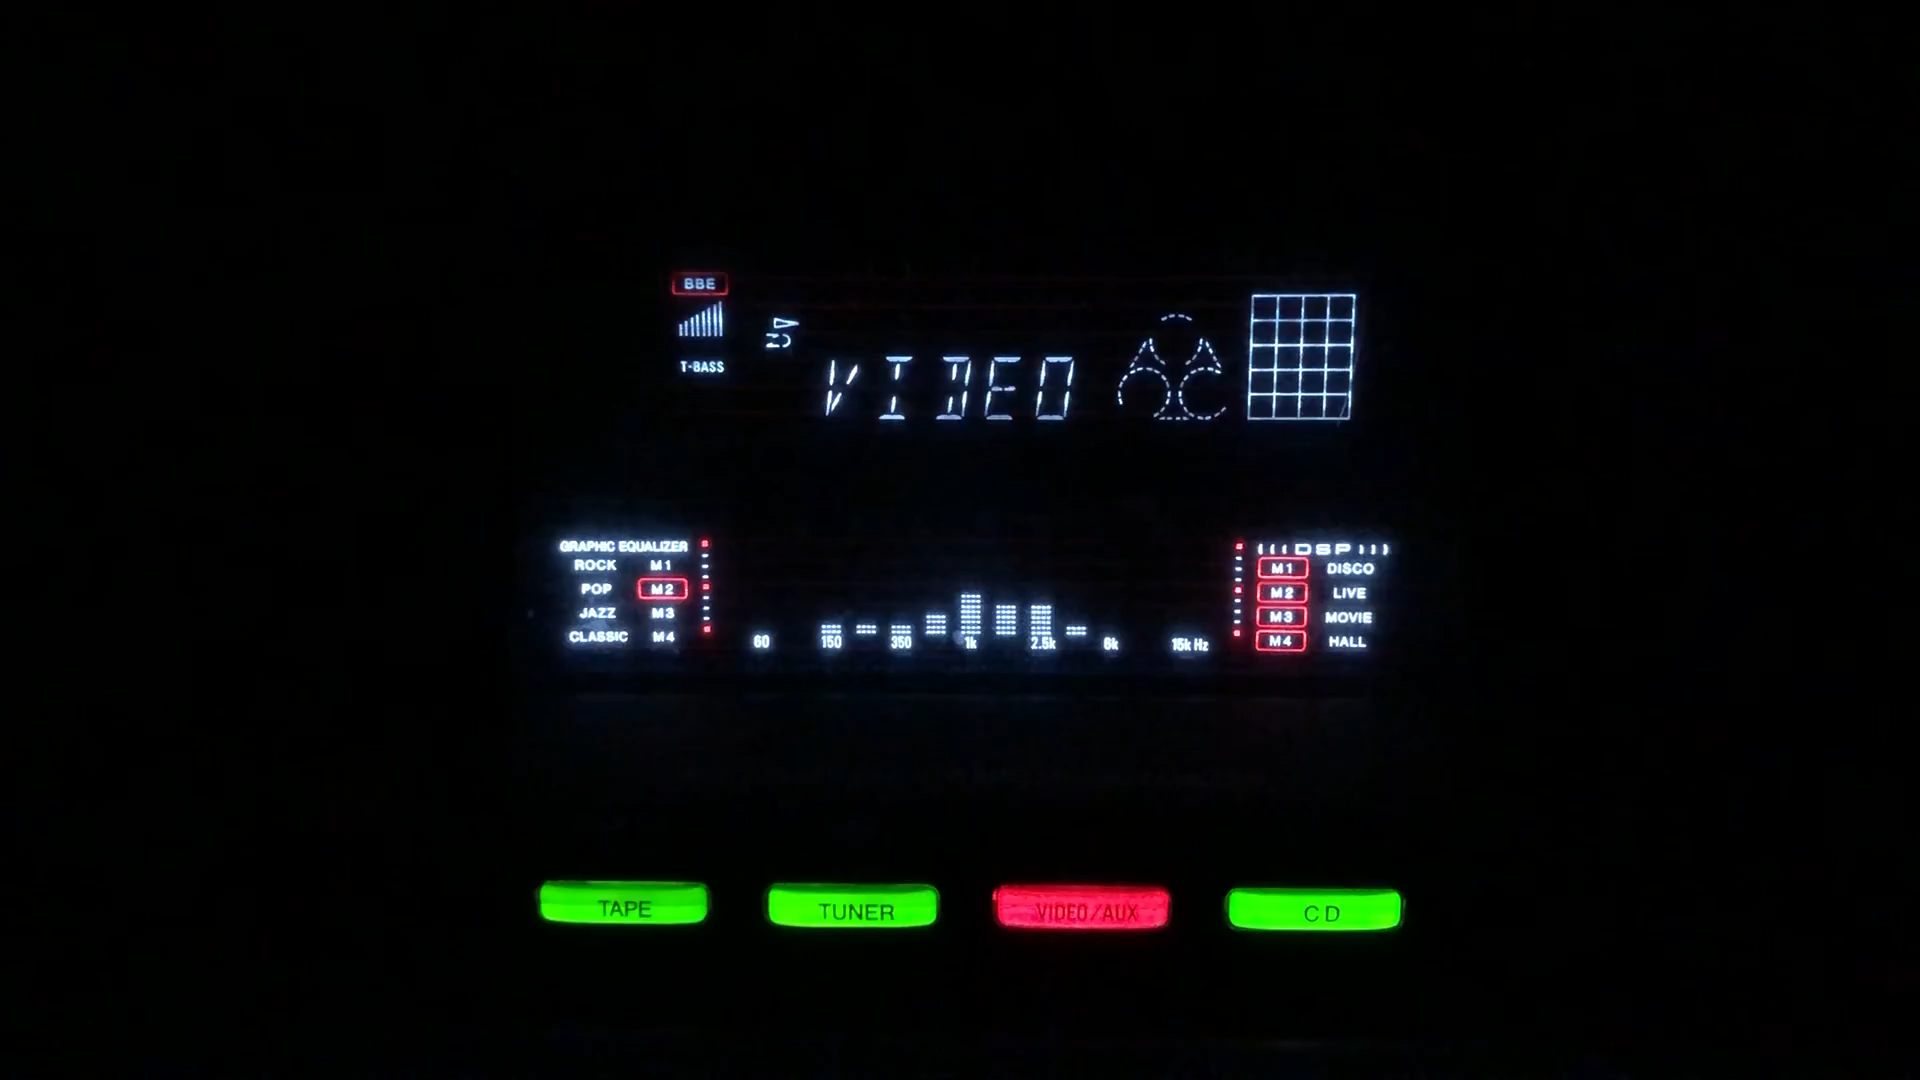 BBE
T-BASS
VIDEO
GRAPHIC EQUALIZER
ROCK M1
POP M2
JAZZ M3
CLASSIC M4
60 150 350 1k 2.5k 6k 15k Hz
DSP
M1 DISCO
M2 LIVE
M3 MOVIE
M4 HALL
TAPE TUNER VIDEO/AUX CD